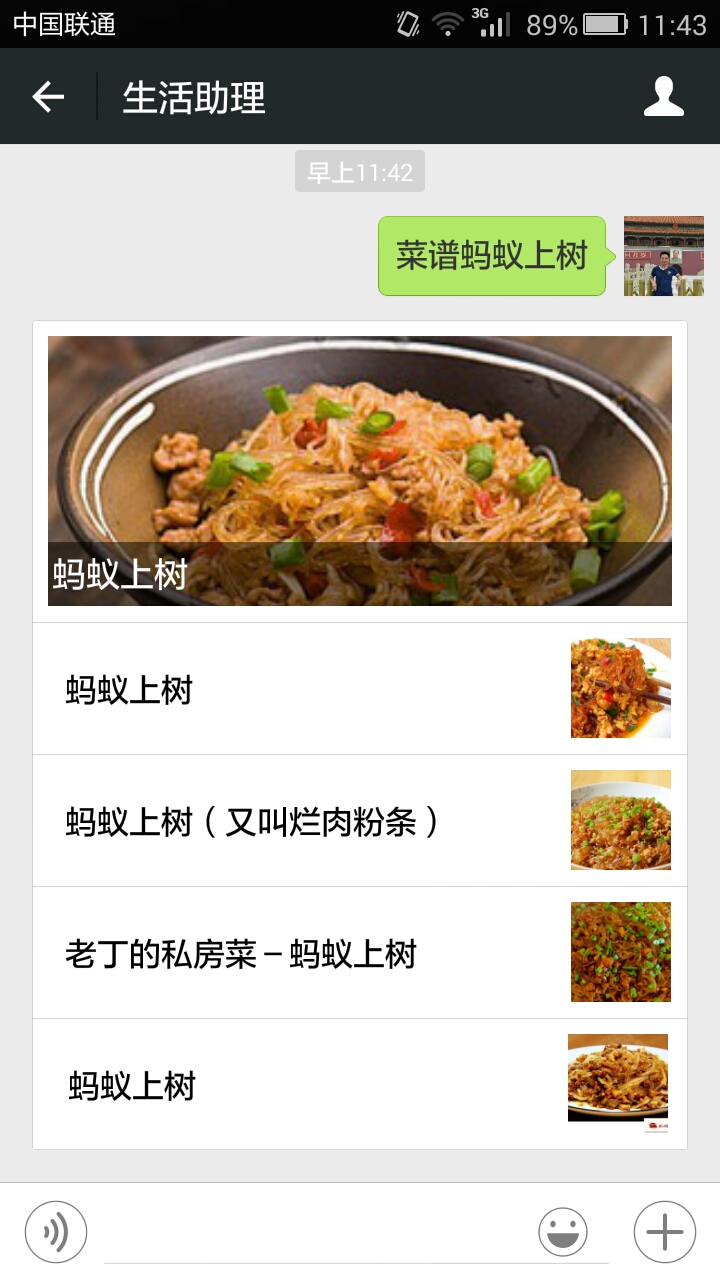 中国联通 3G 89% 11:43
生活助理
早上11:42
菜谱蚂蚁上树
蚂蚁上树
蚂蚁上树
蚂蚁上树（又叫烂肉粉条）
老丁的私房菜－蚂蚁上树
蚂蚁上树